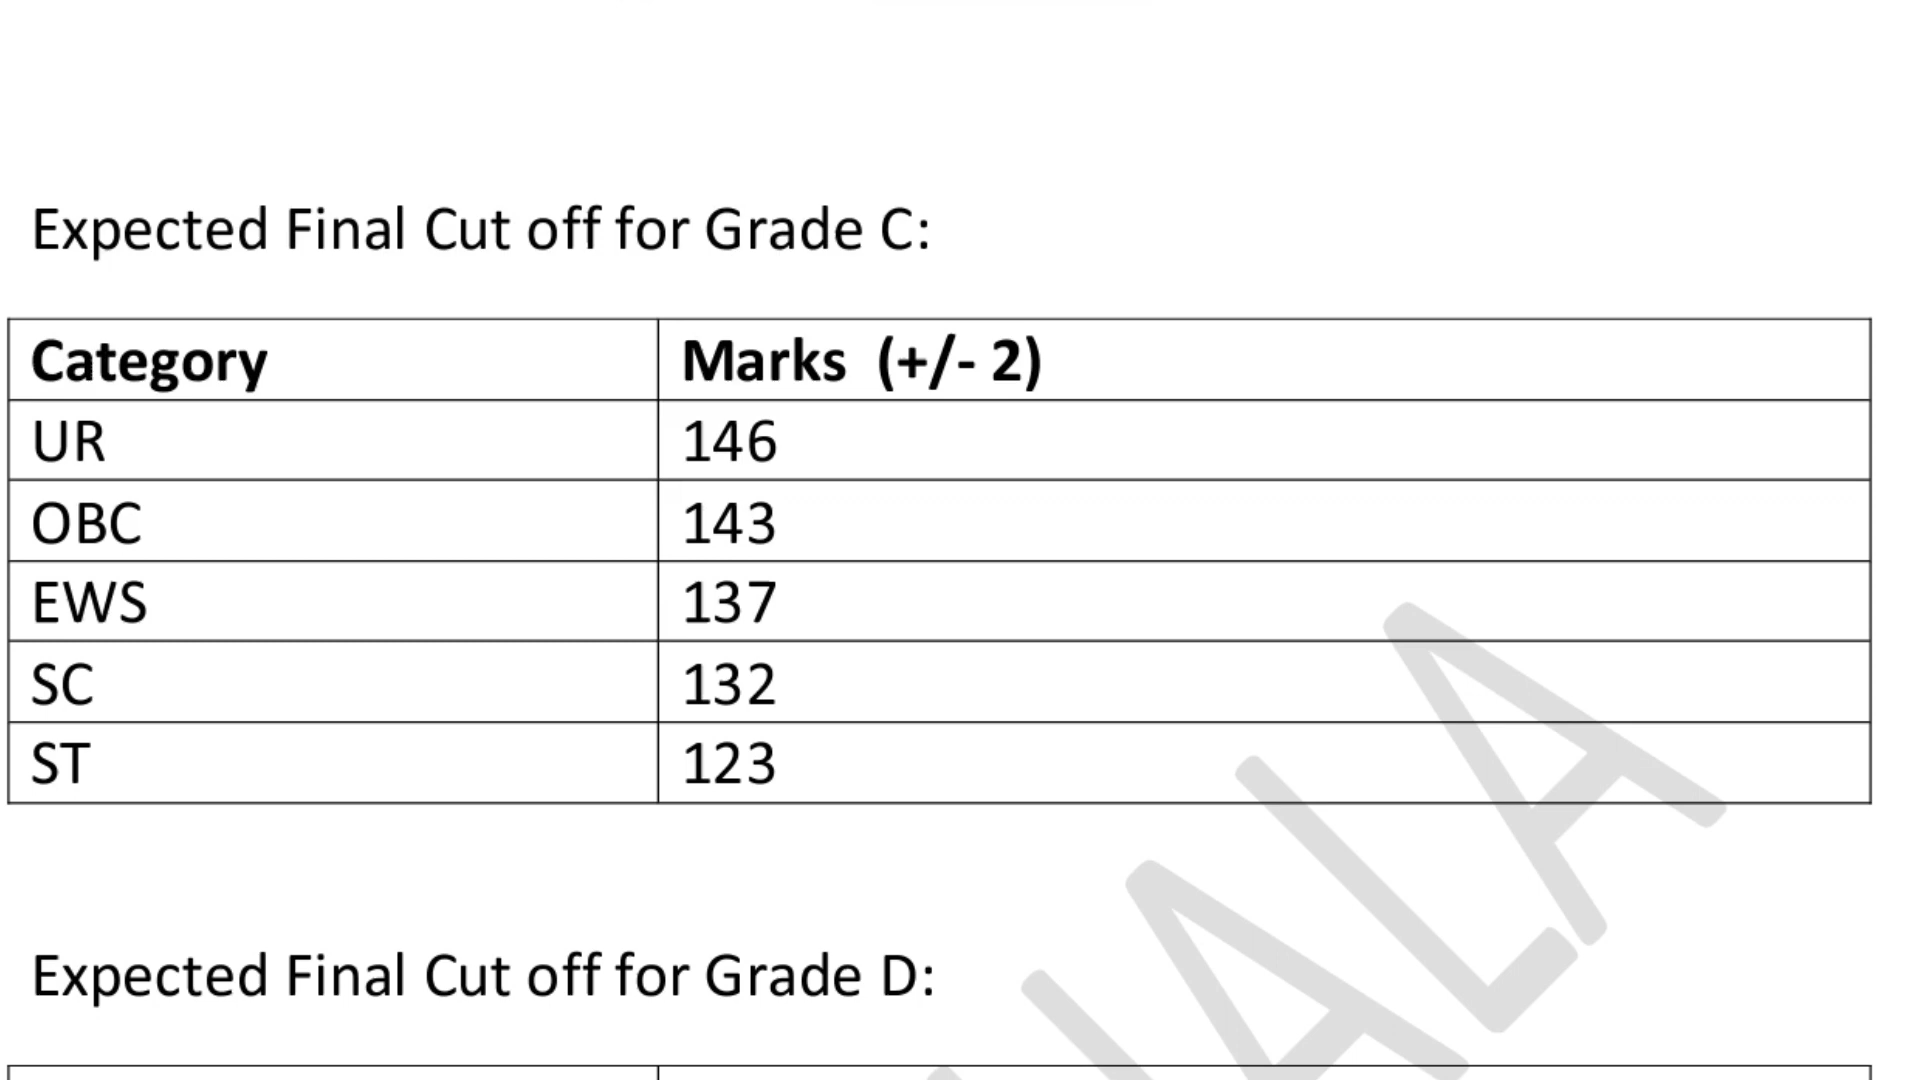 Expected Final Cut off for Grade C:
Category Marks (+/- 2)
UR 146
OBC 143
EWS 137
SC 132
ST 123
Expected Final Cut off for Grade D: